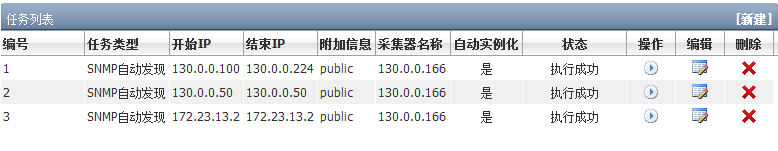 任务列表 [新建]
编号 任务类型 开始IP 结束IP 附加信息 采集器名称 自动实例化 状态 操作 编辑 删除
1 SNMP自动发现 130.0.0.100 130.0.0.224 public 130.0.0.166 是 执行成功
2 SNMP自动发现 130.0.0.50 130.0.0.50 public 130.0.0.166 是 执行成功
3 SNMP自动发现 172.23.13.2 172.23.13.2 public 130.0.0.166 是 执行成功